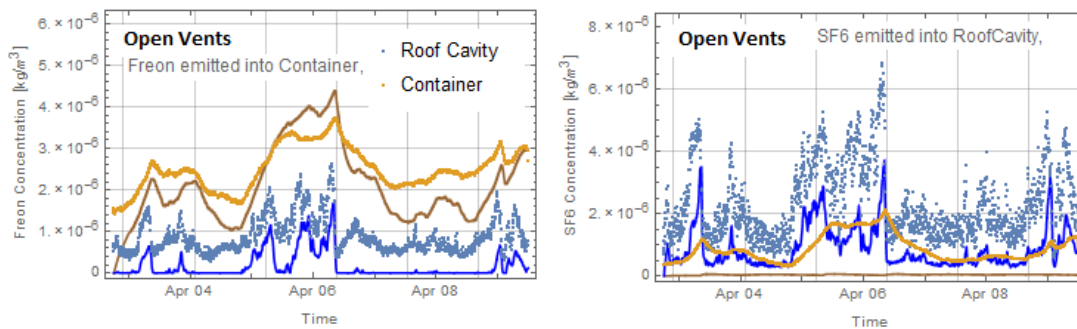 6. × 10⁻⁶
5. × 10⁻⁶
4. × 10⁻⁶
3. × 10⁻⁶
2. × 10⁻⁶
1. × 10⁻⁶
0
Freon Concentration [kg/m³]
Open Vents
Freon emitted into Container,
Roof Cavity
Container
Apr 04
Apr 06
Apr 08
Time
8. × 10⁻⁶
6. × 10⁻⁶
4. × 10⁻⁶
2. × 10⁻⁶
0
SF6 Concentration [kg/m³]
Open Vents
SF6 emitted into RoofCavity,
Apr 04
Apr 06
Apr 08
Time